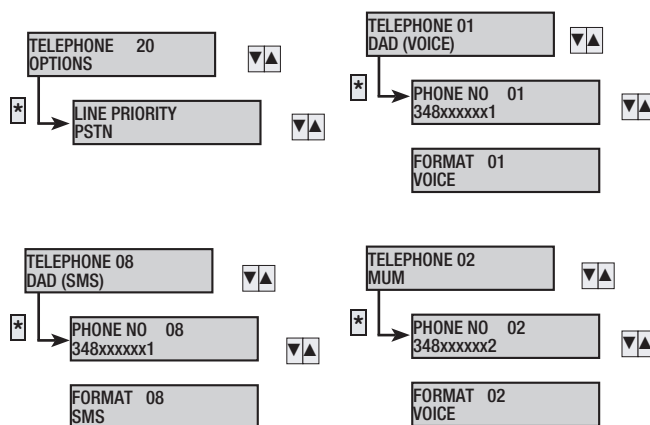 TELEPHONE 20
OPTIONS
▼▲
*
LINE PRIORITY
PSTN
▼▲
TELEPHONE 01
DAD (VOICE)
▼▲
*
PHONE NO 01
348xxxxxx1
▼▲
FORMAT 01
VOICE
TELEPHONE 08
DAD (SMS)
▼▲
*
PHONE NO 08
348xxxxxx1
▼▲
FORMAT 08
SMS
TELEPHONE 02
MUM
▼▲
*
PHONE NO 02
348xxxxxx2
▼▲
FORMAT 02
VOICE